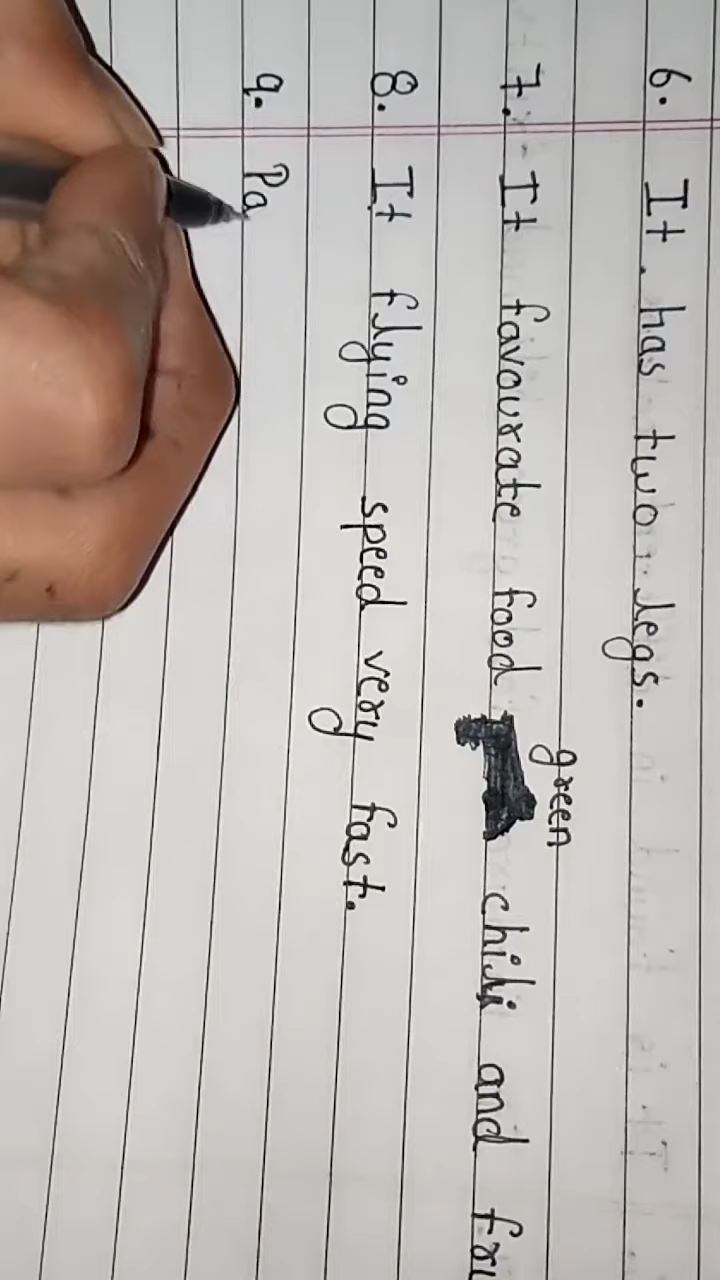 6. It has two legs.
7. It favourate food green chili and
8. It flying speed very fast.
9. Pa